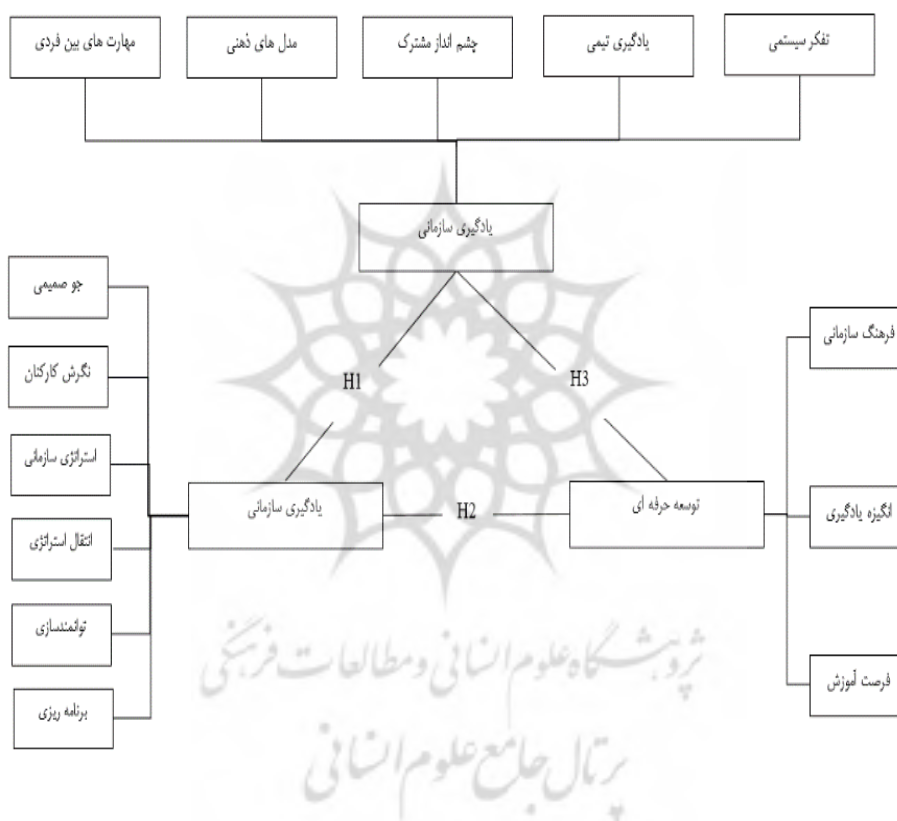 مهارت های بین فردی
مدل های ذهنی
چشم انداز مشترک
یادگیری تیمی
تفکر سیستمی
یادگیری سازمانی
جو صمیمی
نگرش کارکنان
استراتژی سازمانی
انتقال استراتژی
توانمندسازی
برنامه ریزی
H1
H3
یادگیری سازمانی
H2
توسعه حرفه ای
فرهنگ سازمانی
انگیزه یادگیری
فرصت آموزش
پژوهشگاه علوم انسانی و مطالعات فرهنگی
پرتال جامع علوم انسانی